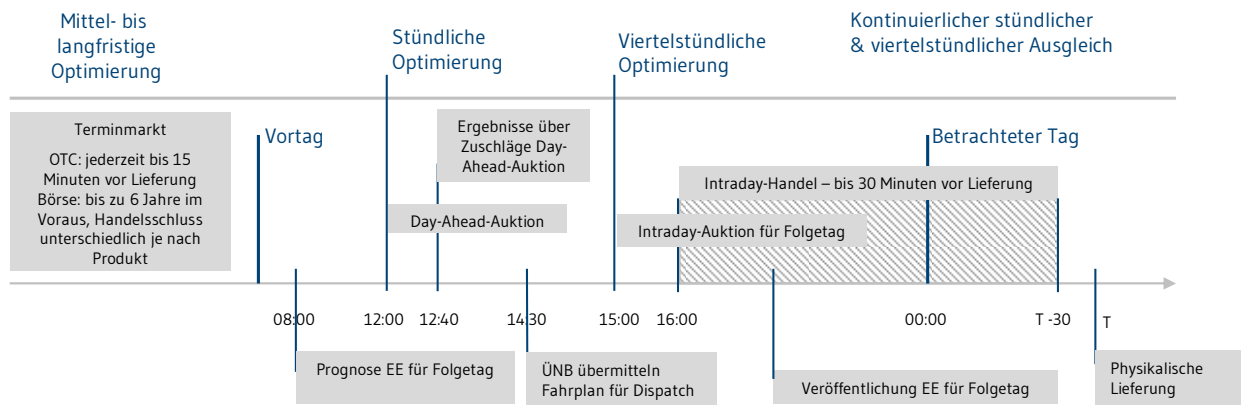 Mittel- bis
langfristige
Optimierung
Stündliche
Optimierung
Viertelstündliche
Optimierung
Kontinuierlicher stündlicher
& viertelstündlicher Ausgleich
Terminmarkt
OTC: jederzeit bis 15
Minuten vor Lieferung
Börse: bis zu 6 Jahre im
Voraus, Handelsschluss
unterschiedlich je nach
Produkt
Vortag
Ergebnisse über
Zuschläge Day-
Ahead-Auktion
Day-Ahead-Auktion
Betrachteter Tag
Intraday-Handel – bis 30 Minuten vor Lieferung
Intraday-Auktion für Folgetag
08:00
12:00
12:40
14:30
15:00
16:00
00:00
T -30
T
Prognose EE für Folgetag
ÜNB übermitteln
Fahrplan für Dispatch
Veröffentlichung EE für Folgetag
Physikalische
Lieferung